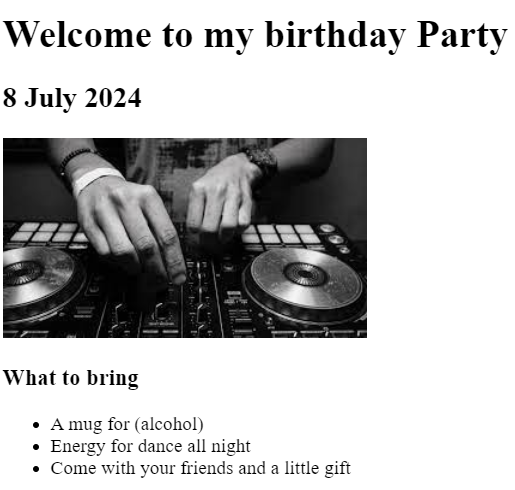 Welcome to my birthday Party
8 July 2024
What to bring
A mug for (alcohol)
Energy for dance all night
Come with your friends and a little gift